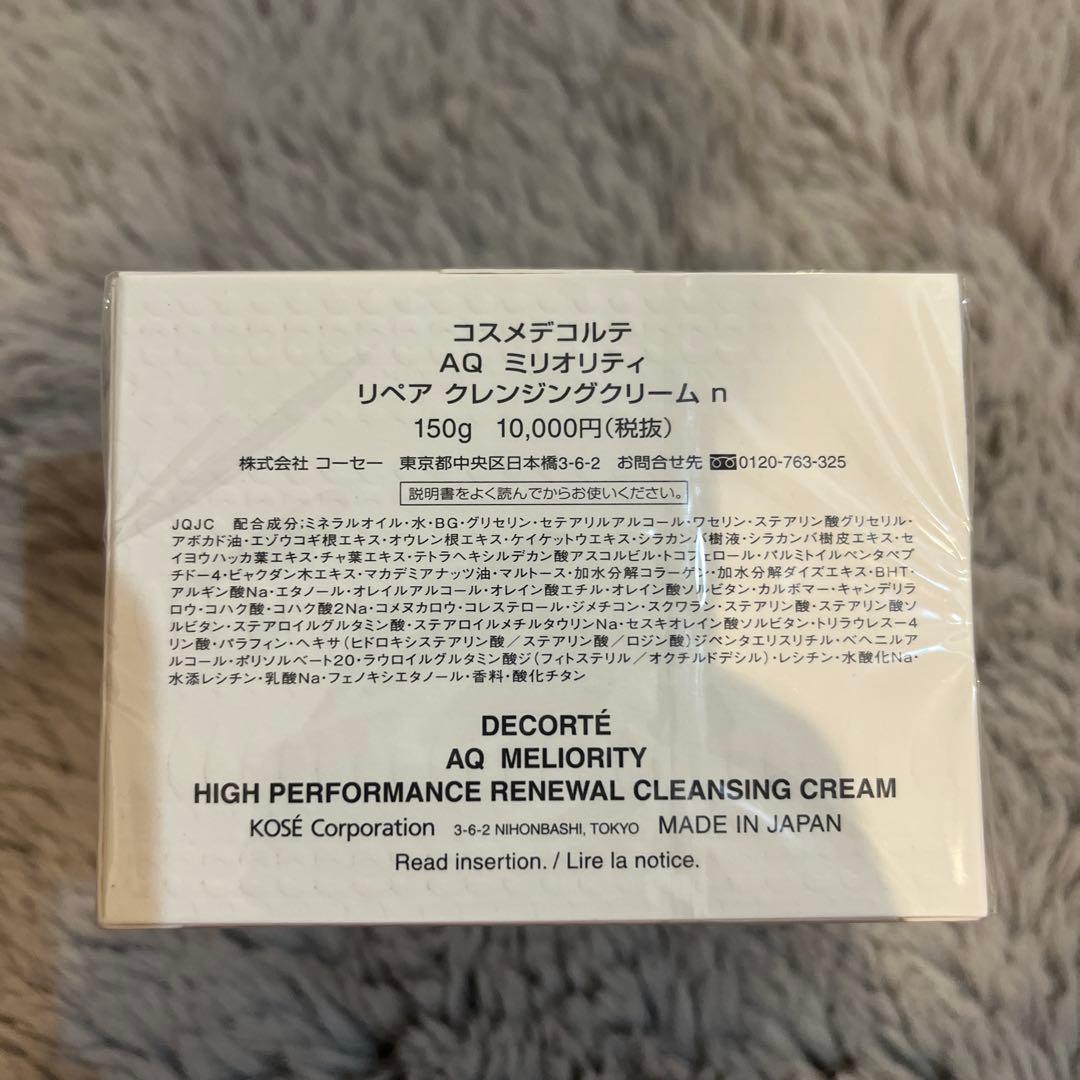 コスメデコルテ
AQ ミリオリティ
リペア クレンジングクリーム n
150g 10,000円(税抜)
株式会社 コーセー 東京都中央区日本橋3-6-2 お問合せ先 0120-763-325
説明書をよく読んでからお使いください。
JQJC 配合成分;ミネラルオイル・水・BG・グリセリン・セテアリルアルコール・ワセリン・ステアリン酸グリセリル・
アボカド油・エゾウコギ根エキス・オウレン根エキス・ケイケットウエキス・シラカンバ樹液・シラカンバ樹皮エキス・セ
イヨウハッカ葉エキス・チャ葉エキス・テトラヘキシルデカン酸アスコルビル・トコフェロール・パルミトイルペンタペプ
チド-4・ビャクダン木エキス・マカデミアナッツ油・マルトース・加水分解コラーゲン・加水分解ダイズエキス・BHT・
アルギン酸Na・エタノール・オレイルアルコール・オレイン酸エチル・オレイン酸ソルビタン・カルボマー・キャンデリラ
ロウ・コハク酸・コハク酸2Na・コメヌカロウ・コレステロール・ジメチコン・スクワラン・ステアリン酸・ステアリン酸ソ
ルビタン・ステアロイルグルタミン酸・ステアロイルメチルタウリンNa・セスキオレイン酸ソルビタン・トリラウレス-4
リン酸・パラフィン・ヘキサ(ヒドロキシステアリン酸/ステアリン酸/ロジン酸)ジペンタエリスリチル・ベヘニルア
ルコール・ポリソルベート20・ラウロイルグルタミン酸ジ(フィトステリル/オクチルドデシル)・レシチン・水酸化Na・
水添レシチン・乳酸Na・フェノキシエタノール・香料・酸化チタン
DECORTÉ
AQ MELIORITY
HIGH PERFORMANCE RENEWAL CLEANSING CREAM
KOSÉ Corporation 3-6-2 NIHONBASHI, TOKYO MADE IN JAPAN
Read insertion. / Lire la notice.